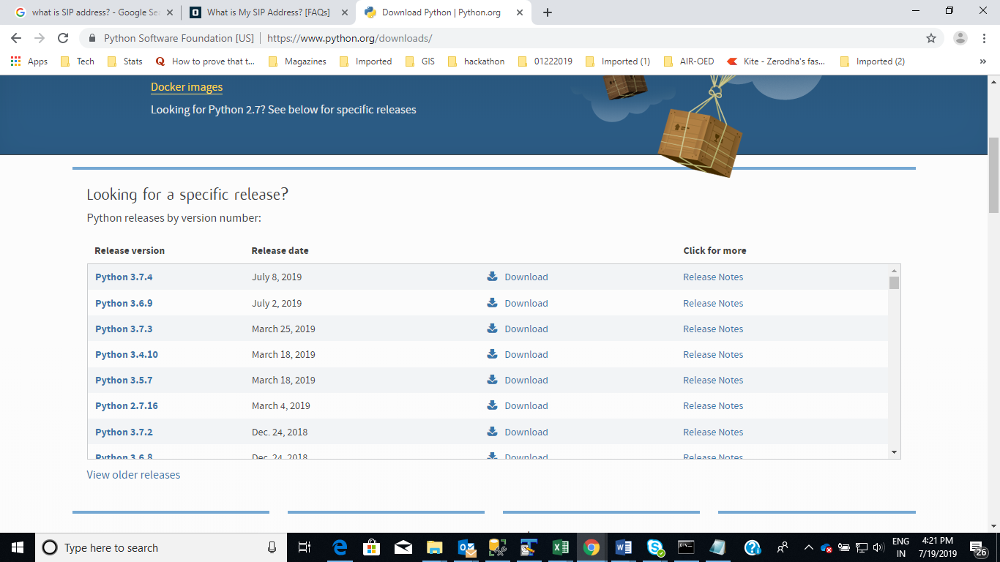 what is SIP address? - Google Se
What is My SIP Address? [FAQs]
Download Python | Python.org
Python Software Foundation [US] | https://www.python.org/downloads/
Apps Tech Stats How to prove that t... Magazines Imported GIS hackathon 01222019 Imported (1) AIR-OED Kite - Zerodha's fas... Imported (2) »
Docker images
Looking for Python 2.7? See below for specific releases
Looking for a specific release?
Python releases by version number:
Release version Release date Click for more
Python 3.7.4 July 8, 2019 Download Release Notes
Python 3.6.9 July 2, 2019 Download Release Notes
Python 3.7.3 March 25, 2019 Download Release Notes
Python 3.4.10 March 18, 2019 Download Release Notes
Python 3.5.7 March 18, 2019 Download Release Notes
Python 2.7.16 March 4, 2019 Download Release Notes
Python 3.7.2 Dec. 24, 2018 Download Release Notes
Python 3.6.8 Dec. 24, 2018 Download Release Notes
View older releases
Type here to search
ENG
IN
4:21 PM
7/19/2019
26